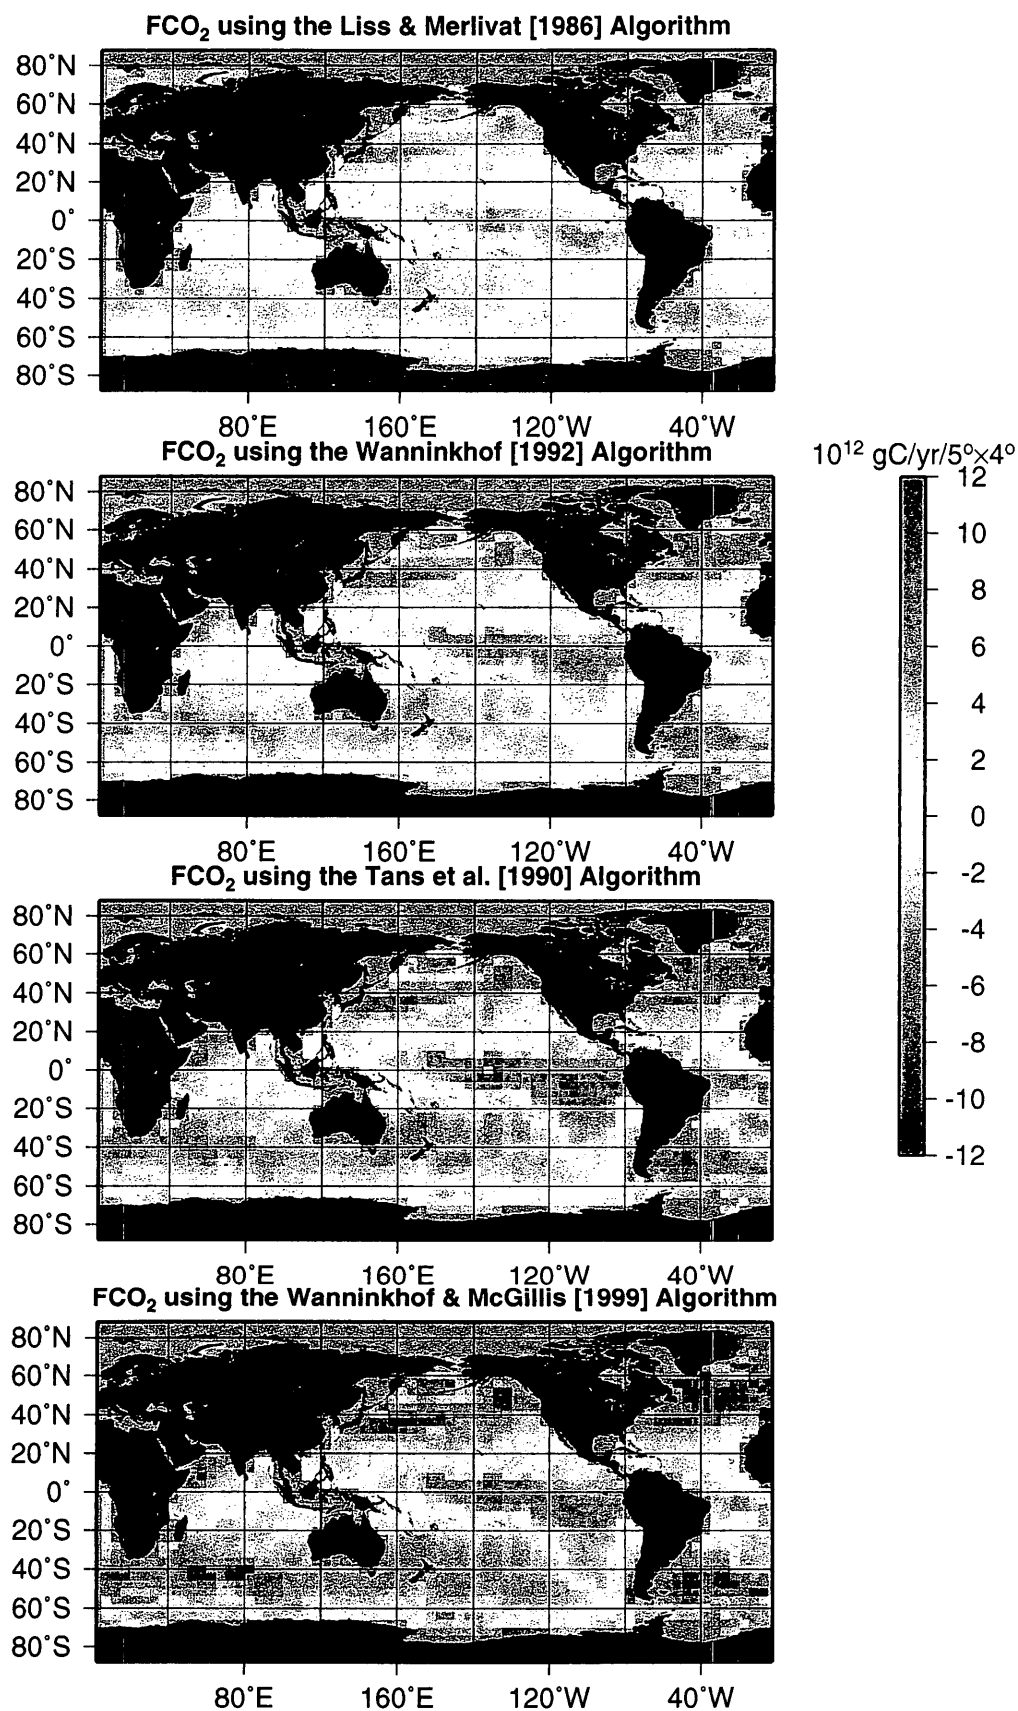 FCO₂ using the Liss & Merlivat [1986] Algorithm
80˚N
60˚N
40˚N
20˚N
0˚
20˚S
40˚S
60˚S
80˚S
80˚E 160˚E 120˚W 40˚W
FCO₂ using the Wanninkhof [1992] Algorithm
80˚N
60˚N
40˚N
20˚N
0˚
20˚S
40˚S
60˚S
80˚S
80˚E 160˚E 120˚W 40˚W
10¹² gC/yr/5º×4º
12
10
8
6
4
2
0
-2
-4
-6
-8
-10
-12
FCO₂ using the Tans et al. [1990] Algorithm
80˚N
60˚N
40˚N
20˚N
0˚
20˚S
40˚S
60˚S
80˚S
80˚E 160˚E 120˚W 40˚W
FCO₂ using the Wanninkhof & McGillis [1999] Algorithm
80˚N
60˚N
40˚N
20˚N
0˚
20˚S
40˚S
60˚S
80˚S
80˚E 160˚E 120˚W 40˚W